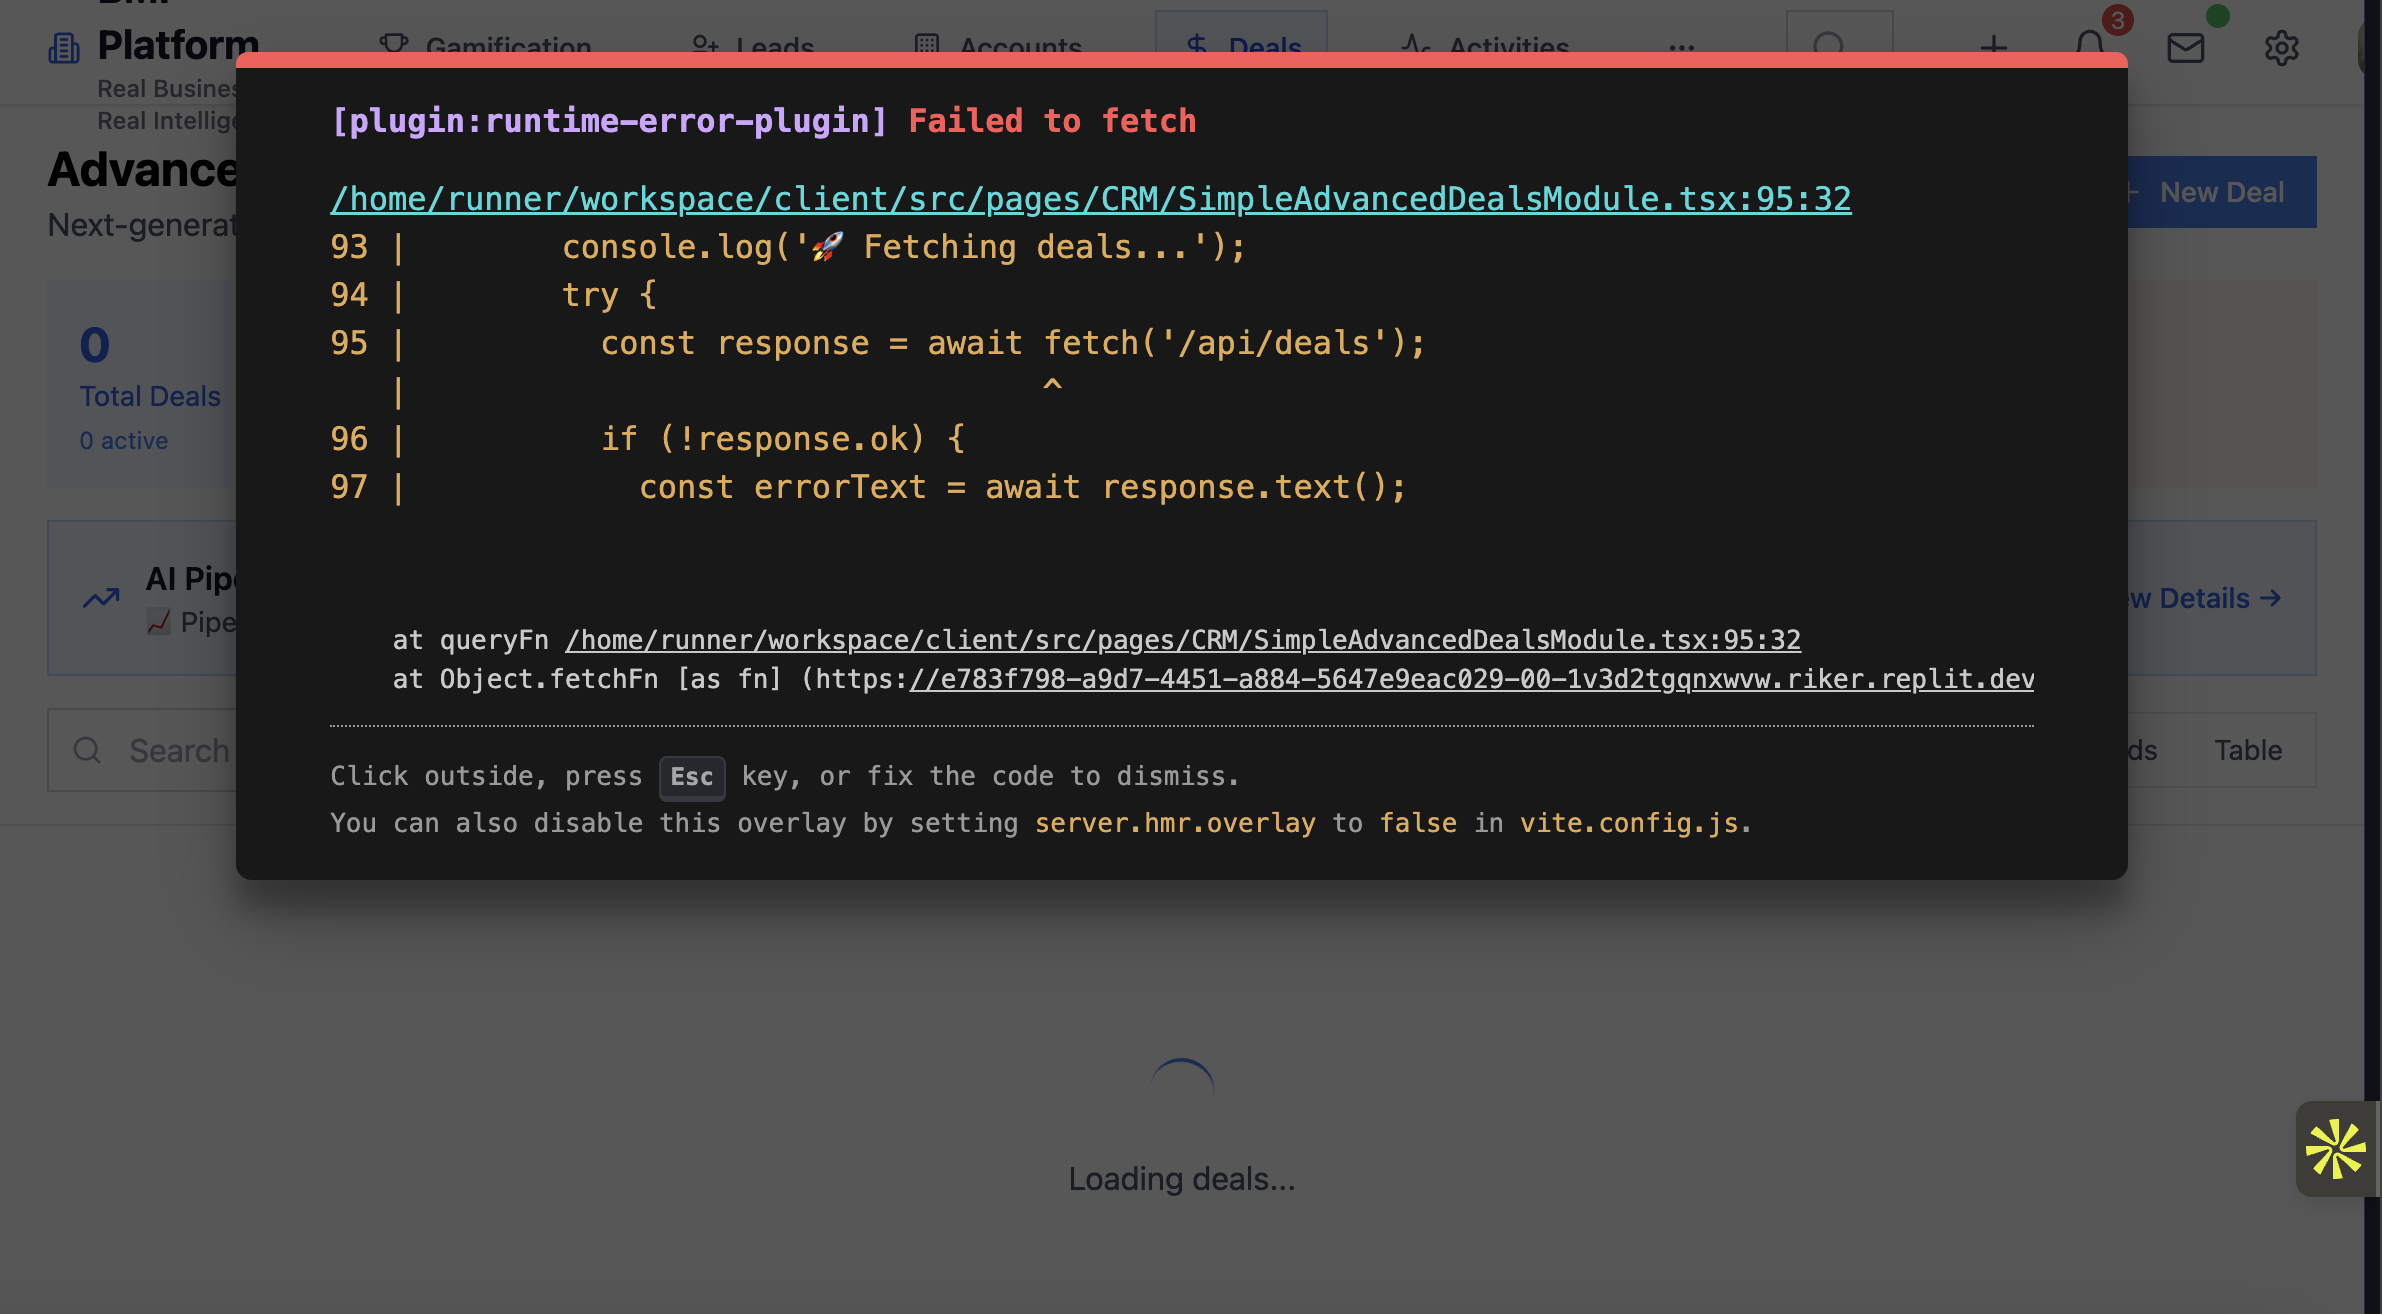 Platform
Gamification
Leads
Accounts
Deals
Activities
3
Real Busines
Real Intellige
Advance
Next-generat
New Deal
[plugin:runtime-error-plugin] Failed to fetch
/home/runner/workspace/client/src/pages/CRM/SimpleAdvancedDealsModule.tsx:95:32
93 | console.log('🚀 Fetching deals...');
94 | try {
95 | const response = await fetch('/api/deals');
| ^
96 | if (!response.ok) {
97 | const errorText = await response.text();
at queryFn /home/runner/workspace/client/src/pages/CRM/SimpleAdvancedDealsModule.tsx:95:32
at Object.fetchFn [as fn] (https://e783f798-a9d7-4451-a884-5647e9eac029-00-1v3d2tgqnxwvw.riker.replit.dev
Click outside, press Esc key, or fix the code to dismiss.
You can also disable this overlay by setting server.hmr.overlay to false in vite.config.js.
0
Total Deals
0 active
AI Pipe
Pipe
ew Details →
Search
ds
Table
Loading deals...